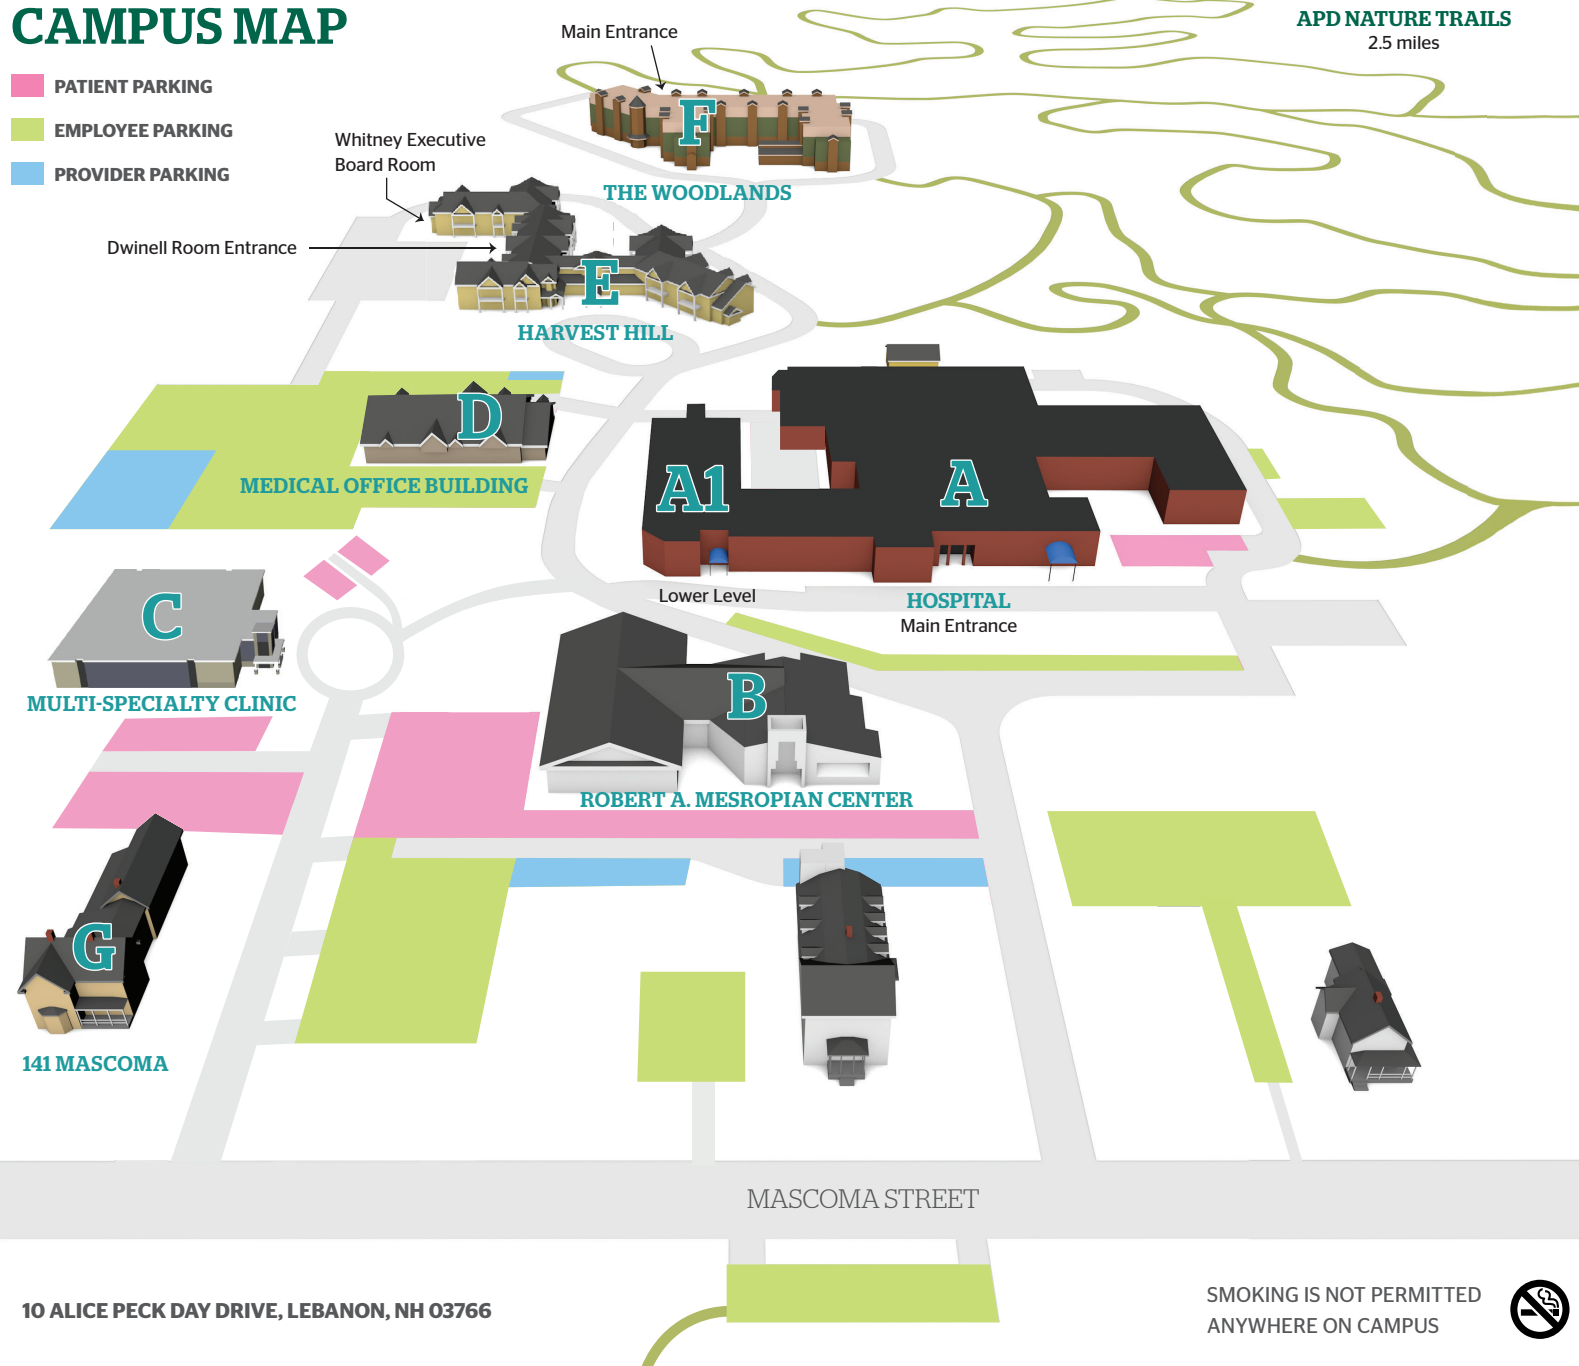 CAMPUS MAP
PATIENT PARKING
EMPLOYEE PARKING
PROVIDER PARKING
APD NATURE TRAILS
2.5 miles
Main Entrance
F
THE WOODLANDS
Whitney Executive
Board Room
Dwinell Room Entrance
E
HARVEST HILL
D
MEDICAL OFFICE BUILDING
A1
A
Lower Level
HOSPITAL
Main Entrance
C
MULTI-SPECIALTY CLINIC
B
ROBERT A. MESROPIAN CENTER
G
141 MASCOMA
MASCOMA STREET
10 ALICE PECK DAY DRIVE, LEBANON, NH 03766
SMOKING IS NOT PERMITTED
ANYWHERE ON CAMPUS